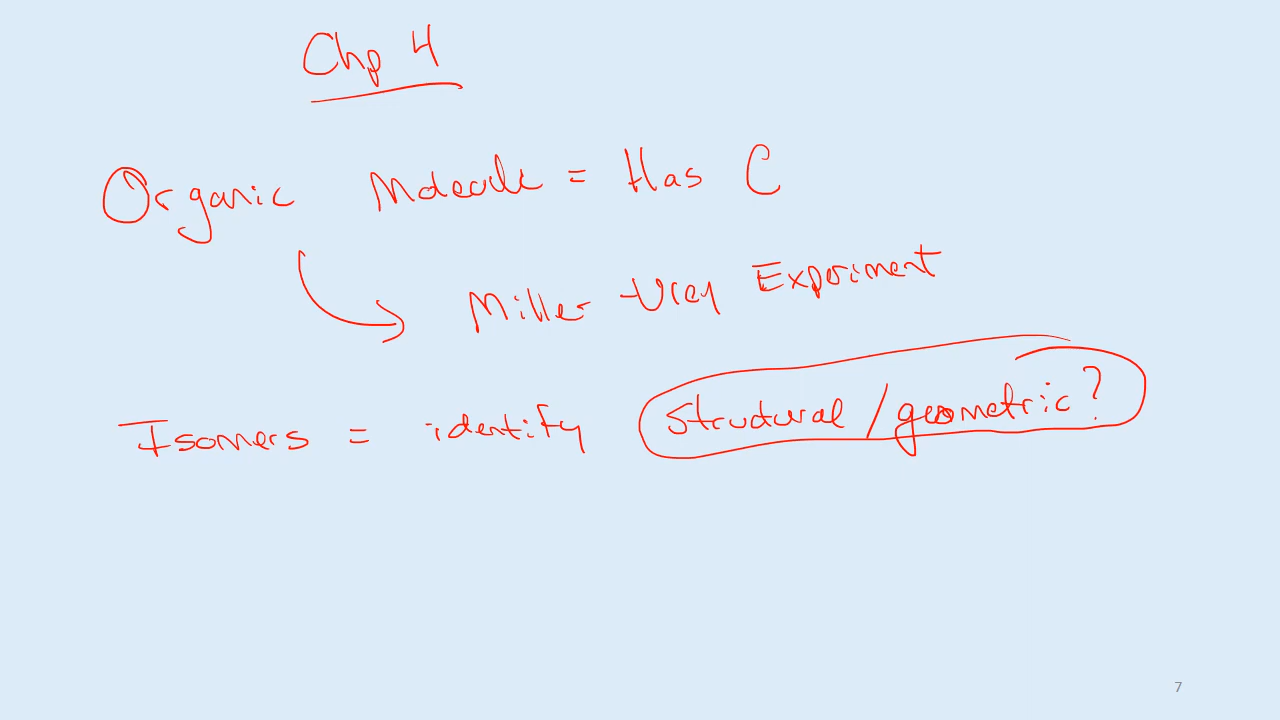 Chp 4
Organic Molecule = Has C
Miller-Urey Experiment
Isomers = identify structural/geometric?
7